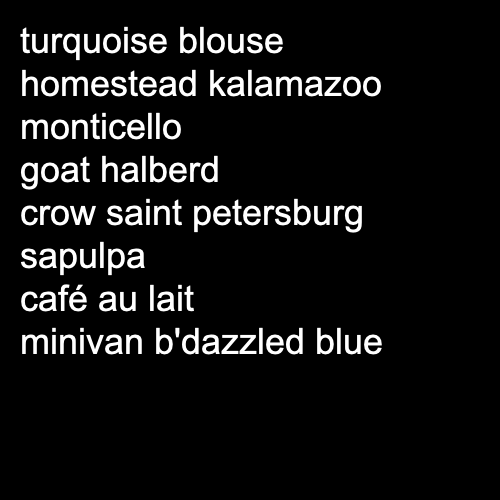 turquoise blouse
homestead kalamazoo
monticello
goat halberd
crow saint petersburg
sapulpa
café au lait
minivan b'dazzled blue